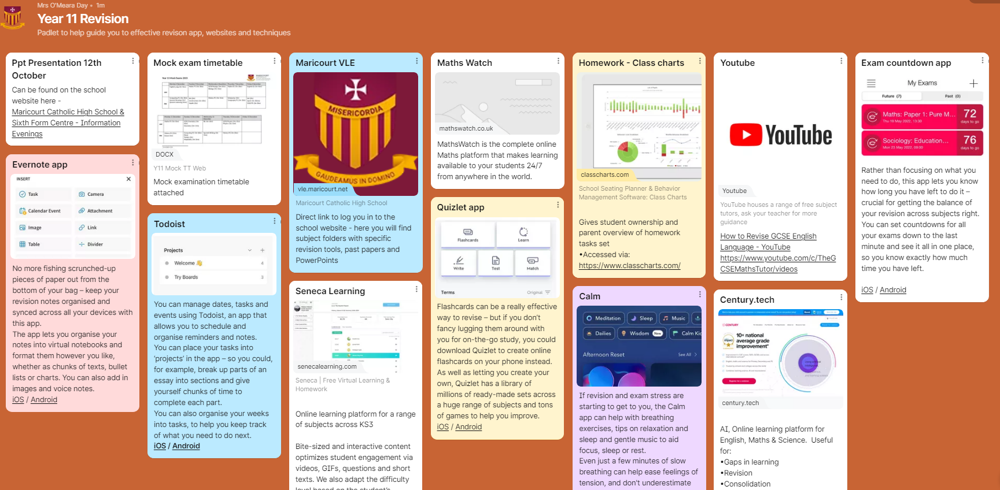 Mrs O'Meara Day • 1m
Year 11 Revision
Padlet to help guide you to effective revison app, websites and techniques
Ppt Presentation 12th
October
Can be found on the school
website here -
Maricourt Catholic High School &
Sixth Form Centre - Information
Evenings
Evernote app
INSERT
Task
Camera
Calendar Event
Attachment
Image
Link
Table
Divider
No more fishing scrunched-up
pieces of paper out from the
bottom of your bag – keep your
revision notes organised and
synced across all your devices with
this app.
The app lets you organise your
notes into virtual notebooks and
format them however you like,
whether as chunks of texts, bullet
lists or charts. You can also add in
images and voice notes.
iOS / Android
Mock exam timetable
DOCX
Y11 Mock TT Web
Mock examination timetable
attached
Todoist
Projects
Welcome 👋 4
Try Boards 3
You can manage dates, tasks and
events using Todoist, an app that
allows you to schedule and
organise reminders and notes.
You can place your tasks into
'projects' in the app – so you could,
for example, break up parts of an
essay into sections and give
yourself chunks of time to
complete each part.
You can also organise your weeks
into tasks, to help you keep track
of what you need to do next.
iOS / Android
Maricourt VLE
MISERICORDIA
GAUDEAMUS IN DOMINO
vle.maricourt.net
Maricourt Catholic High School
Direct link to log you in to the
school website - here you will find
subject folders with specific
revision tools, past papers and
PowerPoints
Seneca Learning
senecalearning.com
Seneca | Free Virtual Learning &
Homework
Online learning platform for a range
of subjects across KS3
Bite-sized and interactive content
optimizes student engagement via
videos, GIFs, questions and short
texts. We also adapt the difficulty
level based on the student's
Maths Watch
mathswatch.co.uk
MathsWatch is the complete online
Maths platform that makes learning
available to your students 24/7
from anywhere in the world.
Quizlet app
Flashcards
Learn
Write
Test
Match
Terms
Original
Flashcards can be a really effective
way to revise – but if you don't
fancy lugging them around with
you for on-the-go study, you could
download Quizlet to create online
flashcards on your phone instead.
As well as letting you create your
own, Quizlet has a library of
millions of ready-made sets across
a huge range of subjects and tons
of games to help you improve.
iOS / Android
Homework - Class charts
classcharts.com
School Seating Planner & Behavior
Management Software: Class Charts
Gives student ownership and
parent overview of homework
tasks set
•Accessed via:
https://www.classcharts.com/
Calm
Meditation
Sleep
Music
Dailies
Wisdom New
Calm Kid
Afternoon Reset
See All >
If revision and exam stress are
starting to get to you, the Calm
app can help with breathing
exercises, tips on relaxation and
sleep and gentle music to aid
focus, sleep or rest.
Even just a few minutes of slow
breathing can help ease feelings of
tension, and don't underestimate
Youtube
YouTube
Youtube
YouTube houses a range of free subject
tutors, ask your teacher for more
guidance
How to Revise GCSE English
Language - YouTube
https://www.youtube.com/c/TheG
CSEMathsTutor/videos
Century.tech
CENTURY
10x national
average grade
improvement*
century.tech
AI, Online learning platform for
English, Maths & Science. Useful
for:
•Gaps in learning
•Revision
•Consolidation
Exam countdown app
My Exams
Future (7)
Past (0)
Maths: Paper 1: Pure M...
72
Thu 19 May 2022, 13:30
days to go
Sociology: Education...
76
Mon 23 May 2022, 09:00
days to go
Rather than focusing on what you
need to do, this app lets you know
how long you have left to do it –
crucial for getting the balance of
your revision across subjects right.
You can set countdowns for all
your exams down to the last
minute and see it all in one place,
so you know exactly how much
time you have left.
iOS / Android